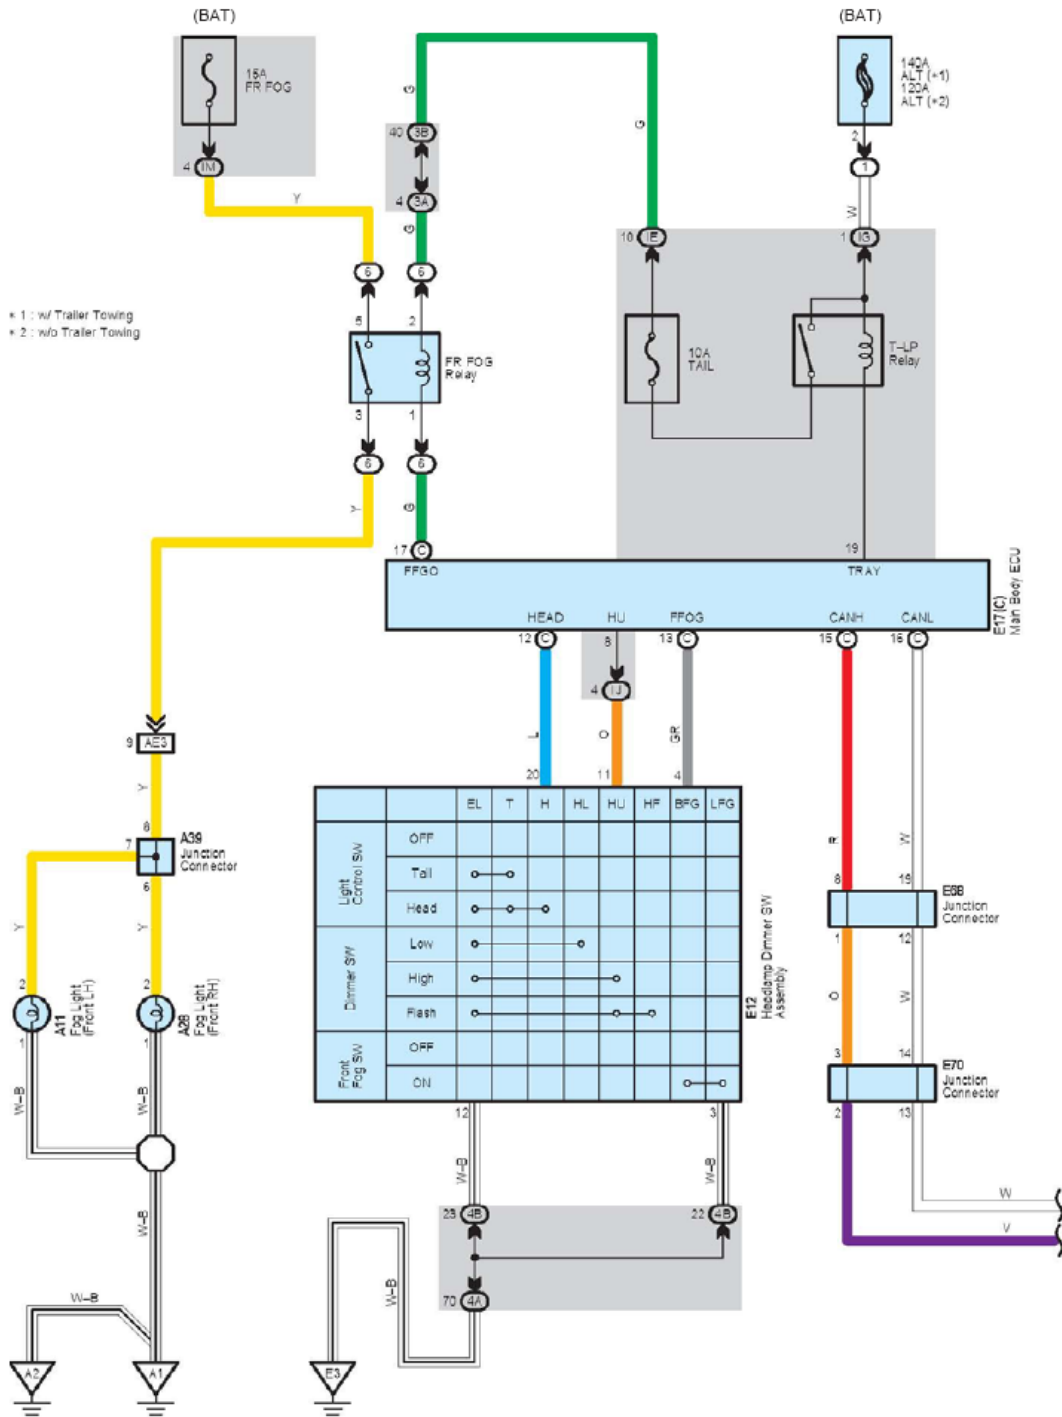 (BAT)
(BAT)
15A
FR FOG
140A
ALT (*1)
120A
ALT (*2)
G
G
40 3B
2
4 IM
1
Y
4 3A
W
G
10 IE
1 IG
6
6
* 1 : w/ Trailer Towing
* 2 : w/o Trailer Towing
5
2
FR FOG
Relay
10A
TAIL
T-LP
Relay
3
1
6
6
Y
G
17 C
19
FFGO
TRAY
E17(C)
Main Body ECU
HEAD
HU
FFOG
CANH
CANL
12 C
8
13 C
15 C
16 C
4 IJ
9 AE3
L
O
GR
20
11
4
Y
EL T H HL HU HF BFG LFG
8
7
A39
Junction
Connector
6
Light
Control SW
OFF
Tail
Head
Dimmer SW
Low
High
Flash
Front
Fog SW
OFF
ON
E12
Headlamp Dimmer SW
Assembly
R
W
8
19
E68
Junction
Connector
1
12
O
W
3
14
E70
Junction
Connector
2
13
Y
Y
2
2
A11
Fog Light
(Front LH)
A28
Fog Light
(Front RH)
1
1
W-B
W-B
12
3
W-B
W-B
W
V
W-B
23 4B
22 4B
W-B
W-B
70 4A
A2
A1
E3